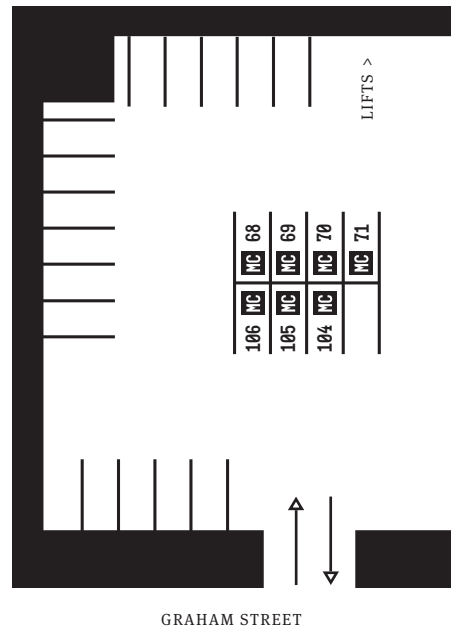 LIFTS >
68 69 70 71
MC MC MC MC
MC MC MC
106 105 104
GRAHAM STREET